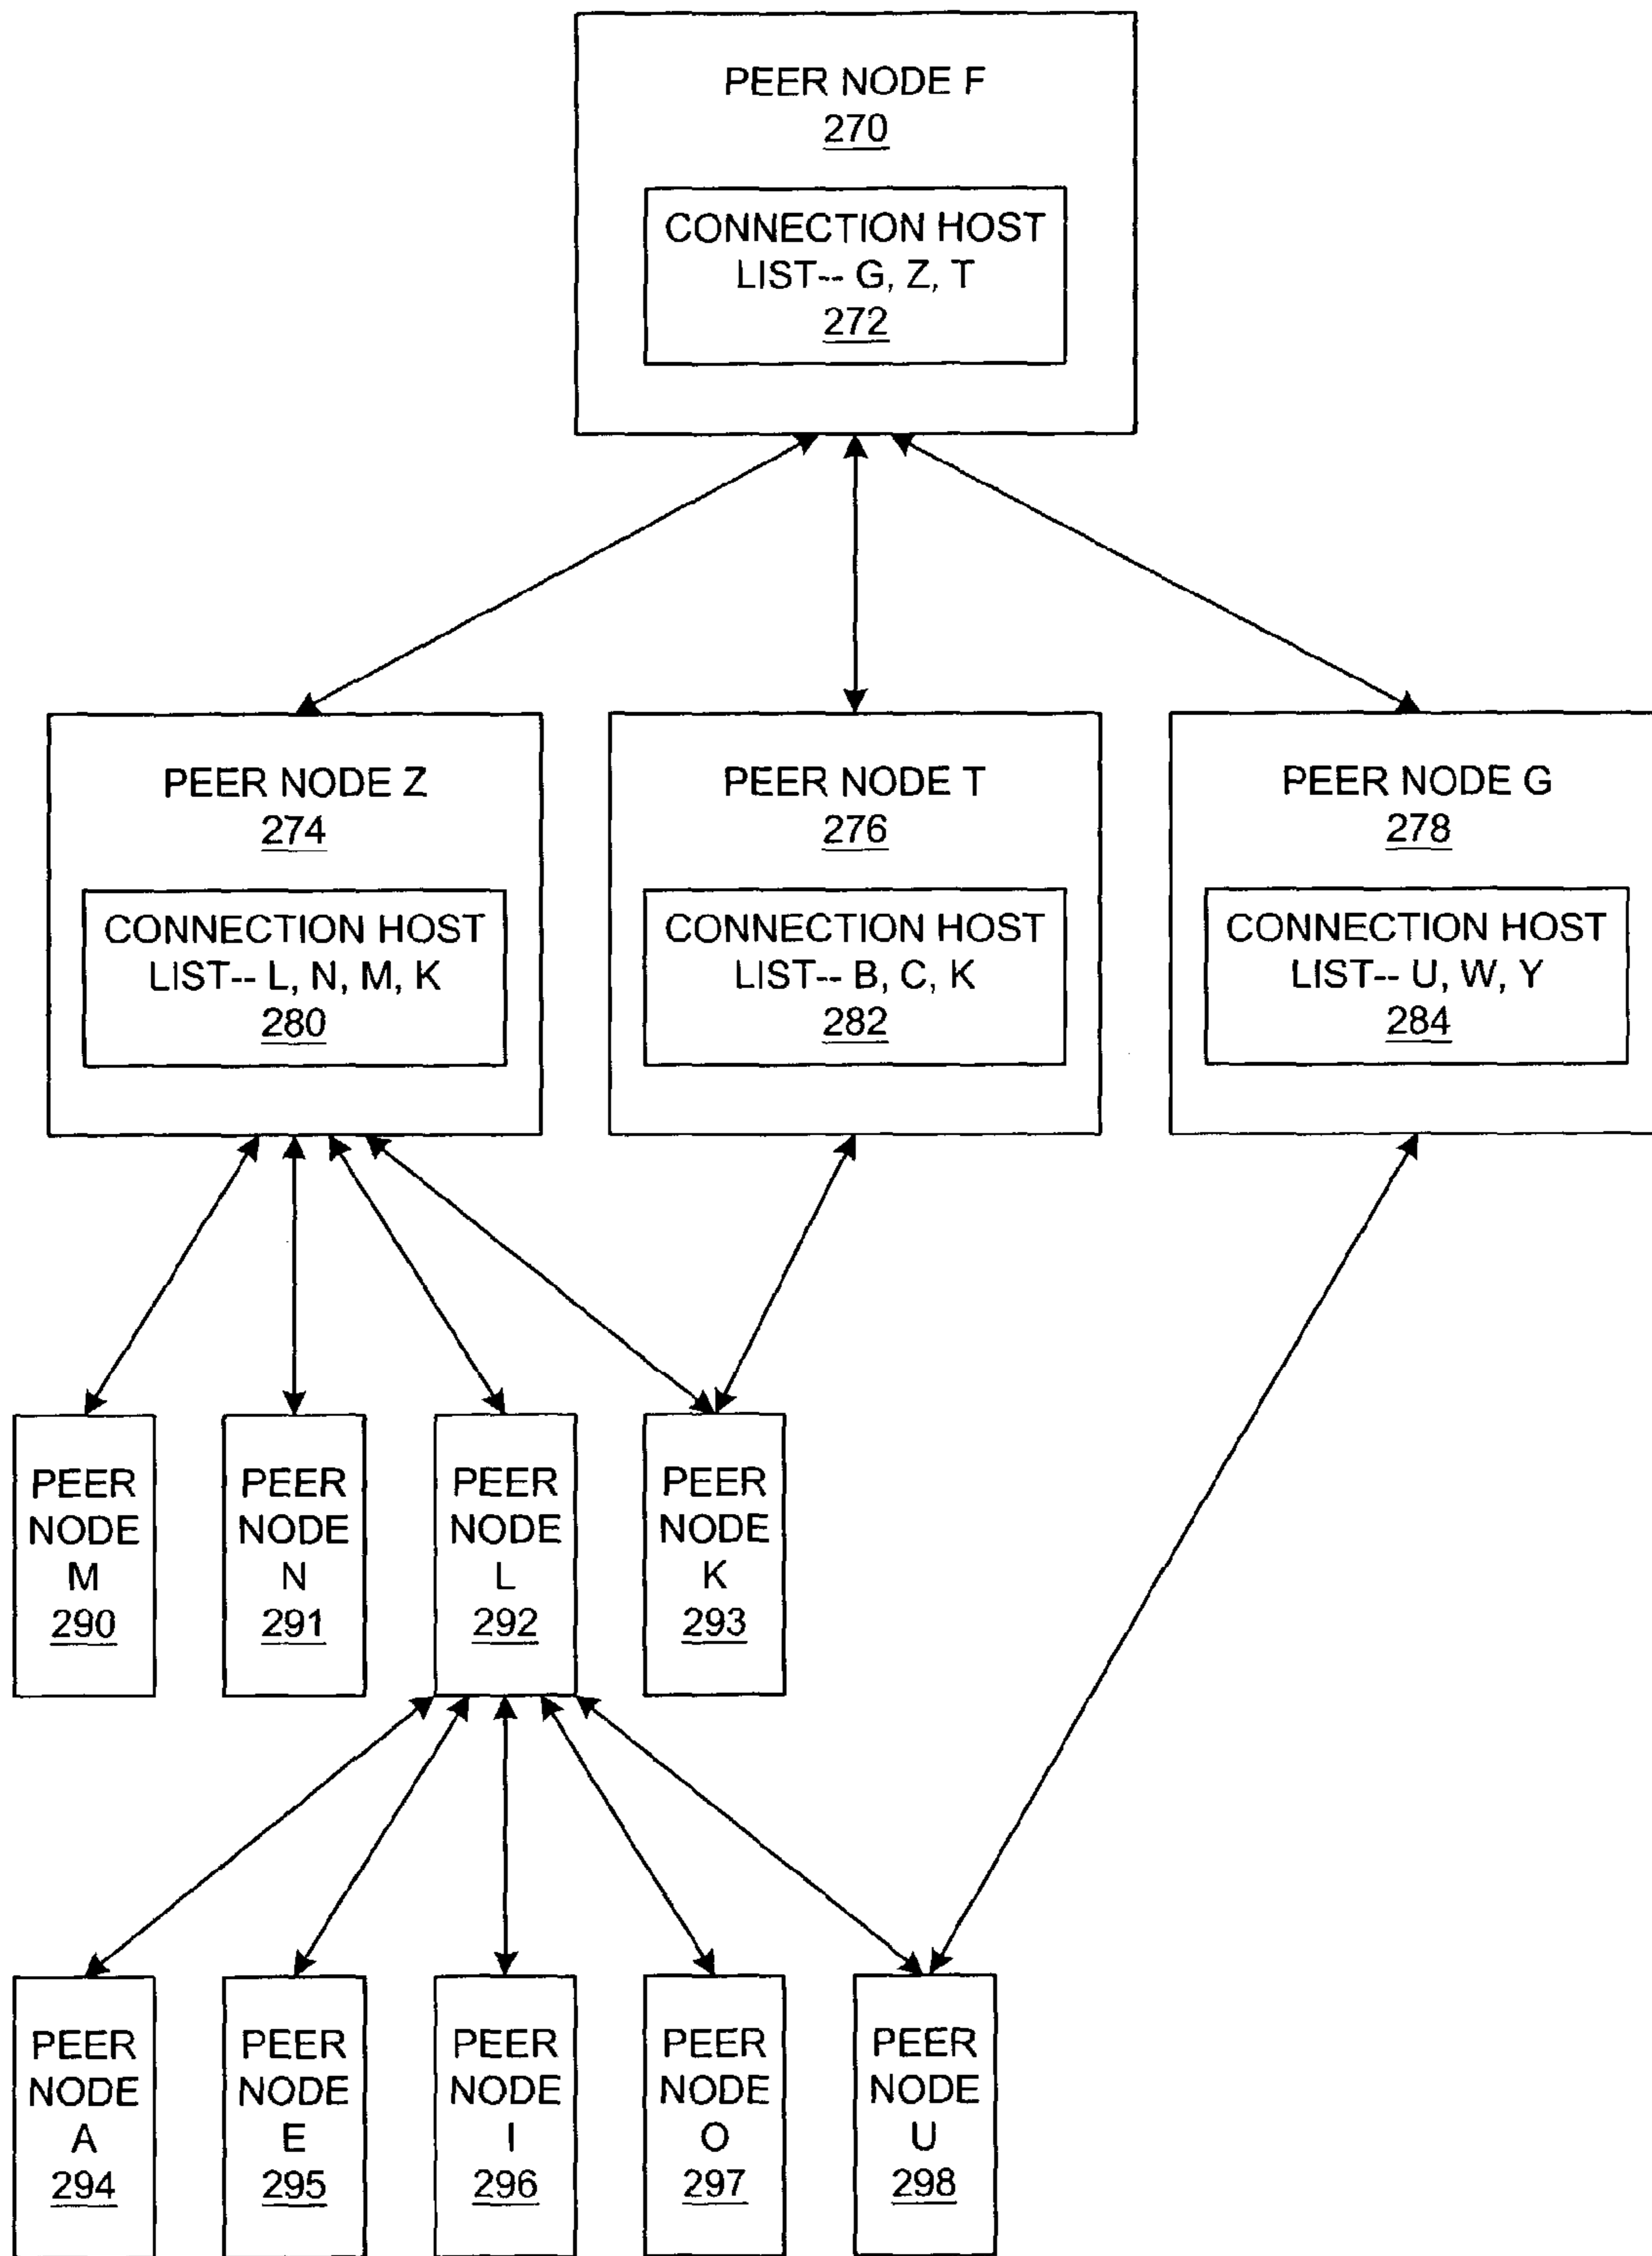 PEER NODE F
270
CONNECTION HOST
LIST-- G, Z, T
272
PEER NODE Z
274
CONNECTION HOST
LIST-- L, N, M, K
280
PEER NODE T
276
CONNECTION HOST
LIST-- B, C, K
282
PEER NODE G
278
CONNECTION HOST
LIST-- U, W, Y
284
PEER
NODE
M
290
PEER
NODE
N
291
PEER
NODE
L
292
PEER
NODE
K
293
PEER
NODE
A
294
PEER
NODE
E
295
PEER
NODE
I
296
PEER
NODE
O
297
PEER
NODE
U
298